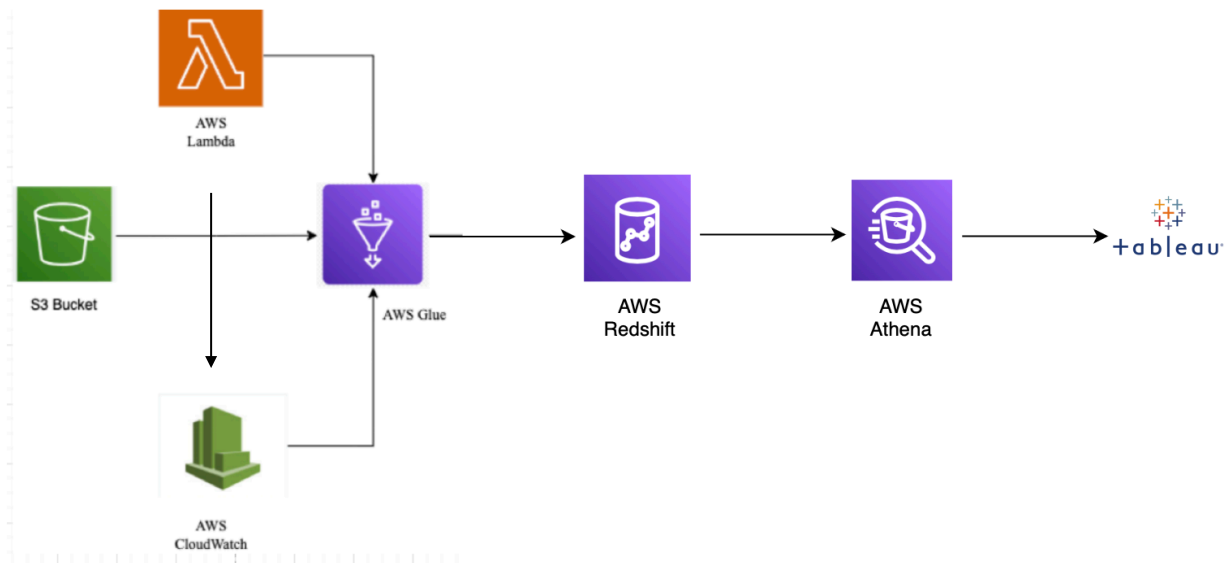 AWS
Lambda
S3 Bucket
AWS Glue
AWS
Redshift
AWS
Athena
+ableau
AWS
CloudWatch